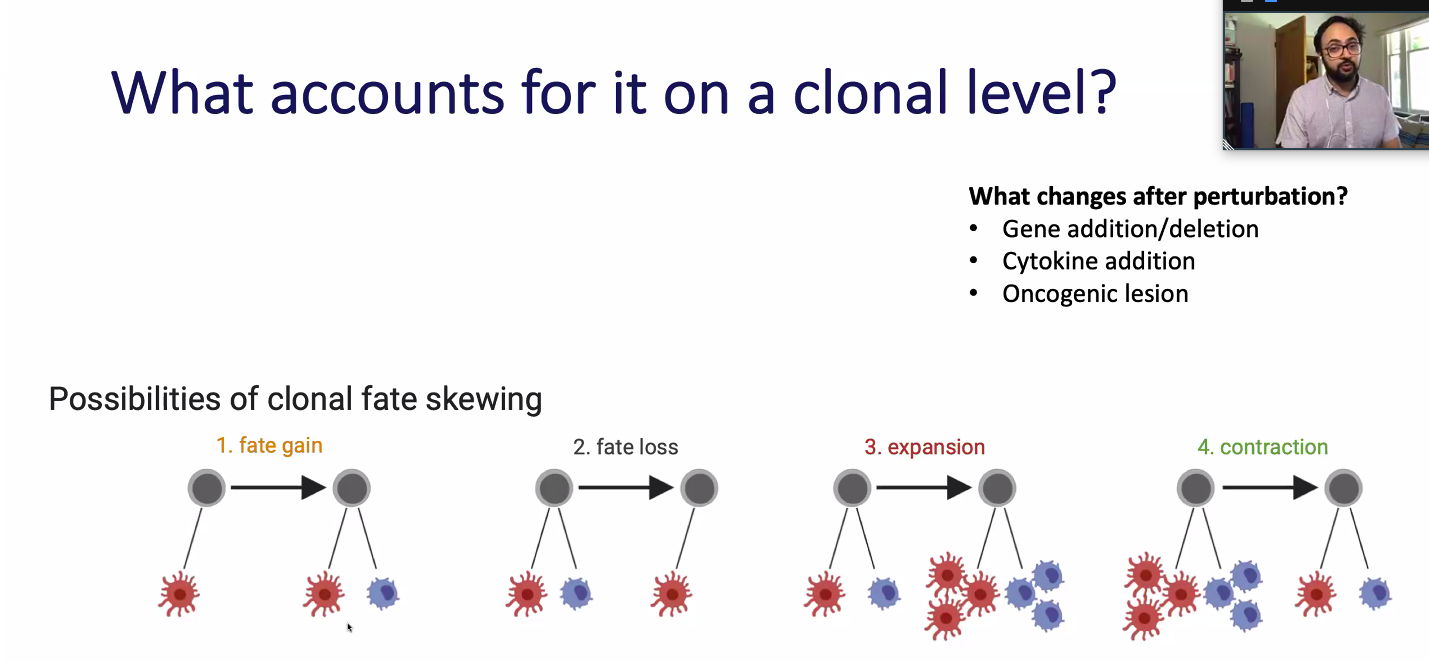 What accounts for it on a clonal level?
What changes after perturbation?
• Gene addition/deletion
• Cytokine addition
• Oncogenic lesion
Possibilities of clonal fate skewing
1. fate gain
2. fate loss
3. expansion
4. contraction